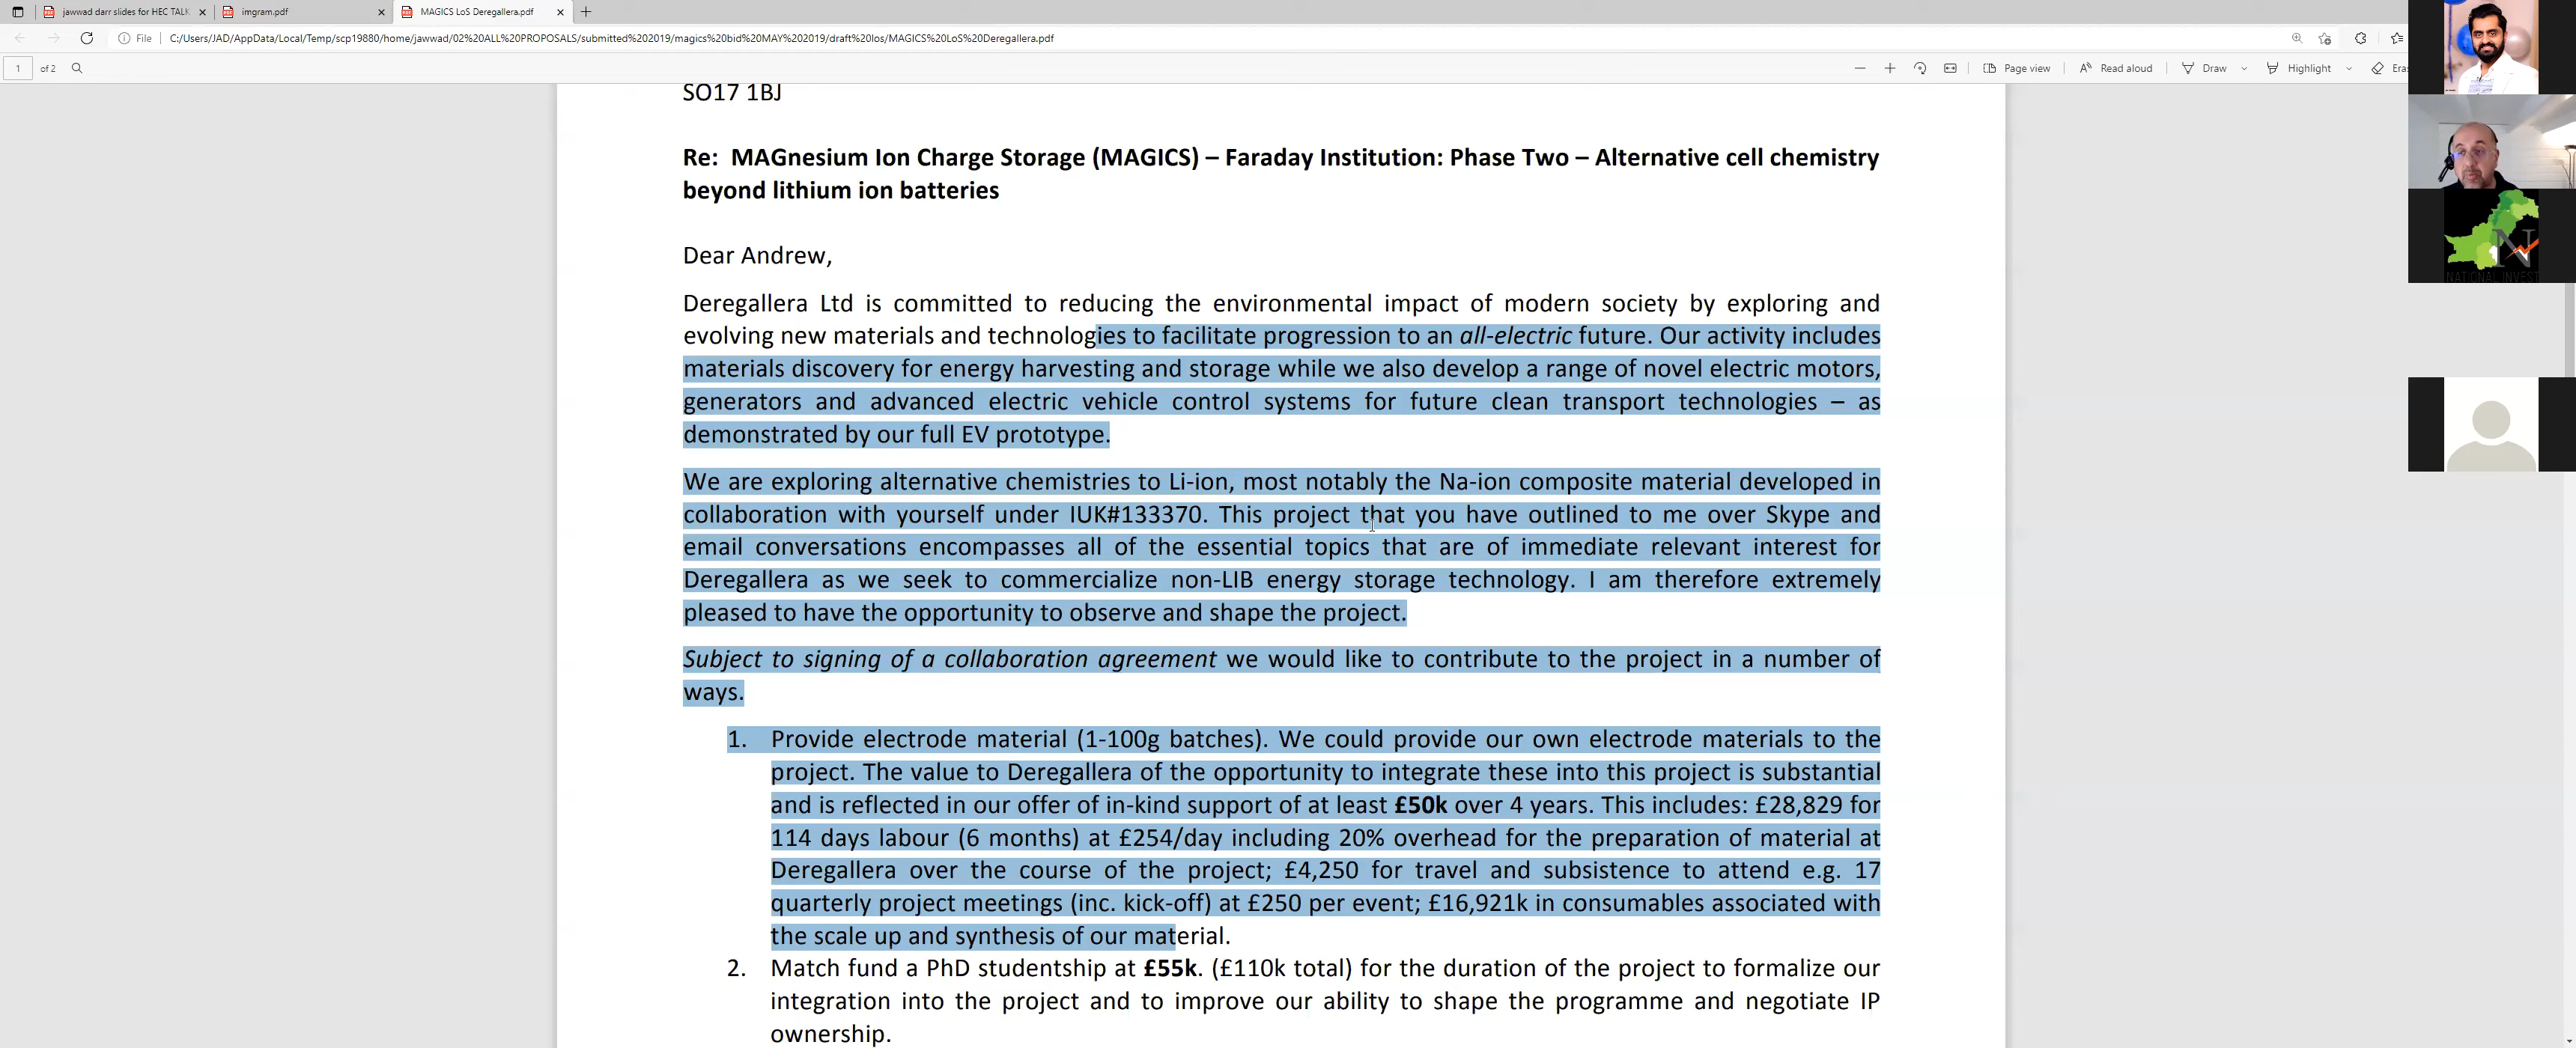 jawwad darr slides for HEC TALK
imgram.pdf
MAGICS LoS Deregallera.pdf
File
C:/Users/JAD/AppData/Local/Temp/scp19880/home/jawwad/02%20ALL%20PROPOSALS/submitted%202019/magics%20bid%20MAY%202019/draft%20los/MAGICS%20LoS%20Deregallera.pdf
1 of 2
Page view
Read aloud
Draw
Highlight
Eras
SO17 1BJ
Re: MAGnesium Ion Charge Storage (MAGICS) – Faraday Institution: Phase Two – Alternative cell chemistry
beyond lithium ion batteries
Dear Andrew,
Deregallera Ltd is committed to reducing the environmental impact of modern society by exploring and
evolving new materials and technologies to facilitate progression to an all-electric future. Our activity includes
materials discovery for energy harvesting and storage while we also develop a range of novel electric motors,
generators and advanced electric vehicle control systems for future clean transport technologies – as
demonstrated by our full EV prototype.
We are exploring alternative chemistries to Li-ion, most notably the Na-ion composite material developed in
collaboration with yourself under IUK#133370. This project that you have outlined to me over Skype and
email conversations encompasses all of the essential topics that are of immediate relevant interest for
Deregallera as we seek to commercialize non-LIB energy storage technology. I am therefore extremely
pleased to have the opportunity to observe and shape the project.
Subject to signing of a collaboration agreement we would like to contribute to the project in a number of
ways.
1. Provide electrode material (1-100g batches). We could provide our own electrode materials to the
project. The value to Deregallera of the opportunity to integrate these into this project is substantial
and is reflected in our offer of in-kind support of at least £50k over 4 years. This includes: £28,829 for
114 days labour (6 months) at £254/day including 20% overhead for the preparation of material at
Deregallera over the course of the project; £4,250 for travel and subsistence to attend e.g. 17
quarterly project meetings (inc. kick-off) at £250 per event; £16,921k in consumables associated with
the scale up and synthesis of our material.
2. Match fund a PhD studentship at £55k. (£110k total) for the duration of the project to formalize our
integration into the project and to improve our ability to shape the programme and negotiate IP
ownership.
N
NATIONAL INVEST